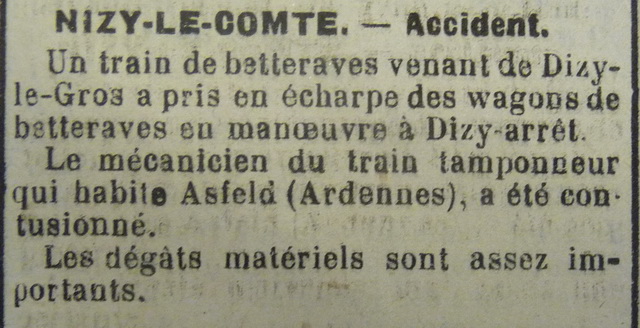 NIZY-LE-COMTE. — Accident.
Un train de betteraves venant de Dizy-
le-Gros a pris en écharpe des wagons de
betteraves en manœuvre à Dizy-arrêt.
Le mécanicien du train tamponneur
qui habite Asfeld (Ardennes), a été con-
tusionné.
Les dégâts matériels sont assez im-
portants.